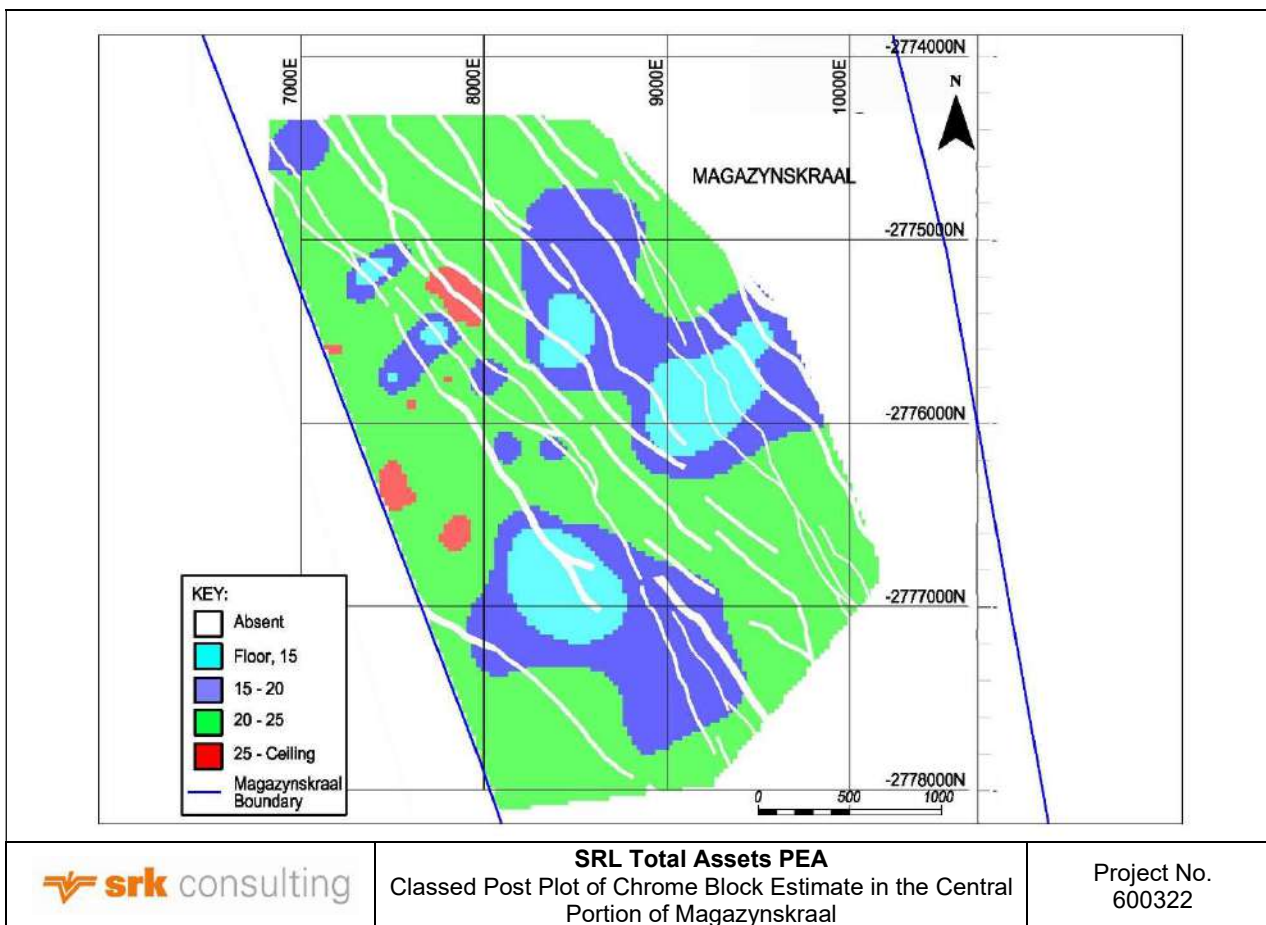 7000E
8000E
9000E
10000E
-2774000N
N
MAGAZYNSKRAAL
-2775000N
-2776000N
-2777000N
-2778000N
KEY:
Absent
Floor, 15
15 - 20
20 - 25
25 - Ceiling
Magazynskraal
Boundary
0 500 1000
srk consulting
SRL Total Assets PEA
Classed Post Plot of Chrome Block Estimate in the Central
Portion of Magazynskraal
Project No.
600322